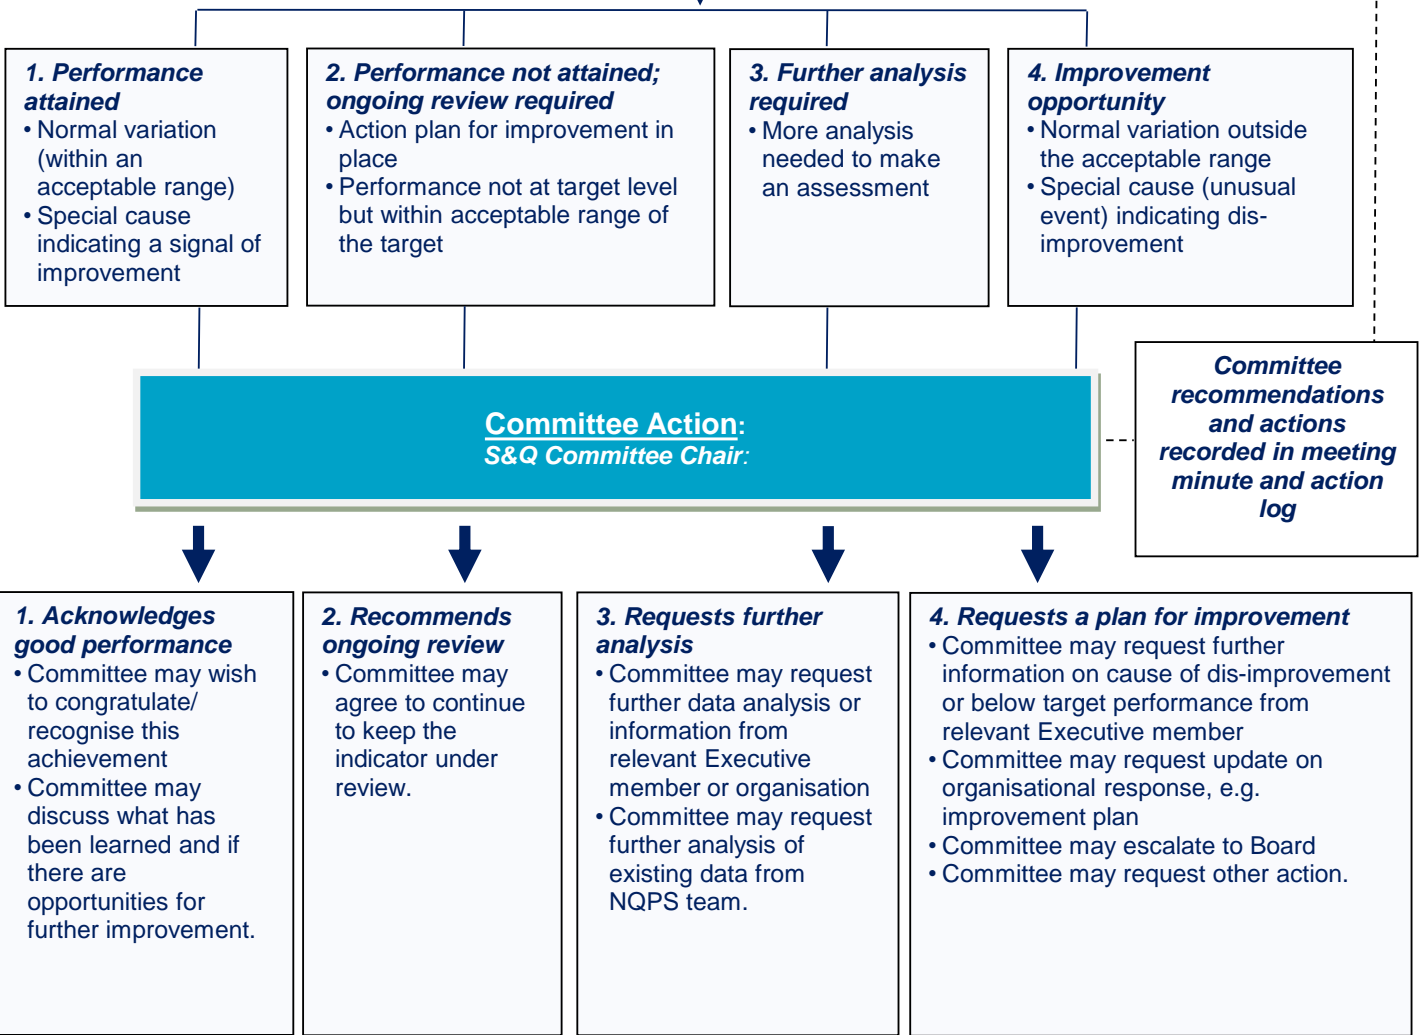 1. Performance
attained
• Normal variation
(within an
acceptable range)
• Special cause
indicating a signal of
improvement
2. Performance not attained;
ongoing review required
• Action plan for improvement in
place
• Performance not at target level
but within acceptable range of
the target
3. Further analysis
required
• More analysis
needed to make
an assessment
4. Improvement
opportunity
• Normal variation outside
the acceptable range
• Special cause (unusual
event) indicating dis-
improvement
Committee Action:
S&Q Committee Chair:
Committee
recommendations
and actions
recorded in meeting
minute and action
log
1. Acknowledges
good performance
• Committee may wish
to congratulate/
recognise this
achievement
• Committee may
discuss what has
been learned and if
there are
opportunities for
further improvement.
2. Recommends
ongoing review
• Committee may
agree to continue
to keep the
indicator under
review.
3. Requests further
analysis
• Committee may request
further data analysis or
information from
relevant Executive
member or organisation
• Committee may request
further analysis of
existing data from
NQPS team.
4. Requests a plan for improvement
• Committee may request further
information on cause of dis-improvement
or below target performance from
relevant Executive member
• Committee may request update on
organisational response, e.g.
improvement plan
• Committee may escalate to Board
• Committee may request other action.